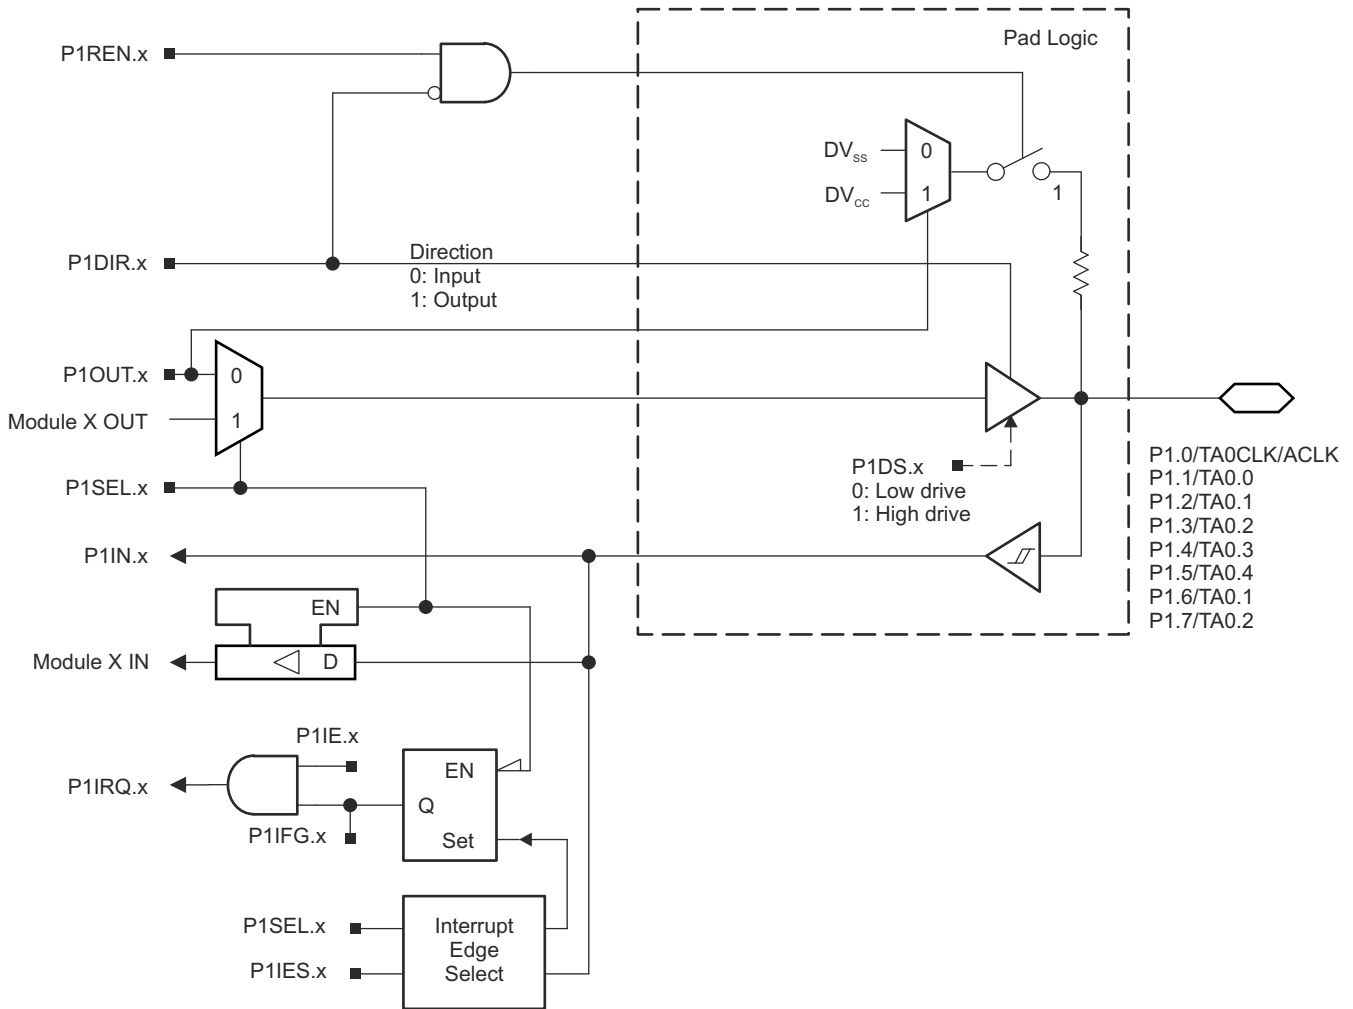 Pad Logic
P1REN.x
DVss
0
DVcc
1
1
P1DIR.x
Direction
0: Input
1: Output
P1OUT.x
0
Module X OUT
1
P1DS.x
0: Low drive
1: High drive
P1SEL.x
P1.0/TA0CLK/ACLK
P1.1/TA0.0
P1.2/TA0.1
P1.3/TA0.2
P1.4/TA0.3
P1.5/TA0.4
P1.6/TA0.1
P1.7/TA0.2
P1IN.x
EN
Module X IN
D
P1IE.x
P1IRQ.x
EN
Q
P1IFG.x
Set
P1SEL.x
P1IES.x
Interrupt
Edge
Select